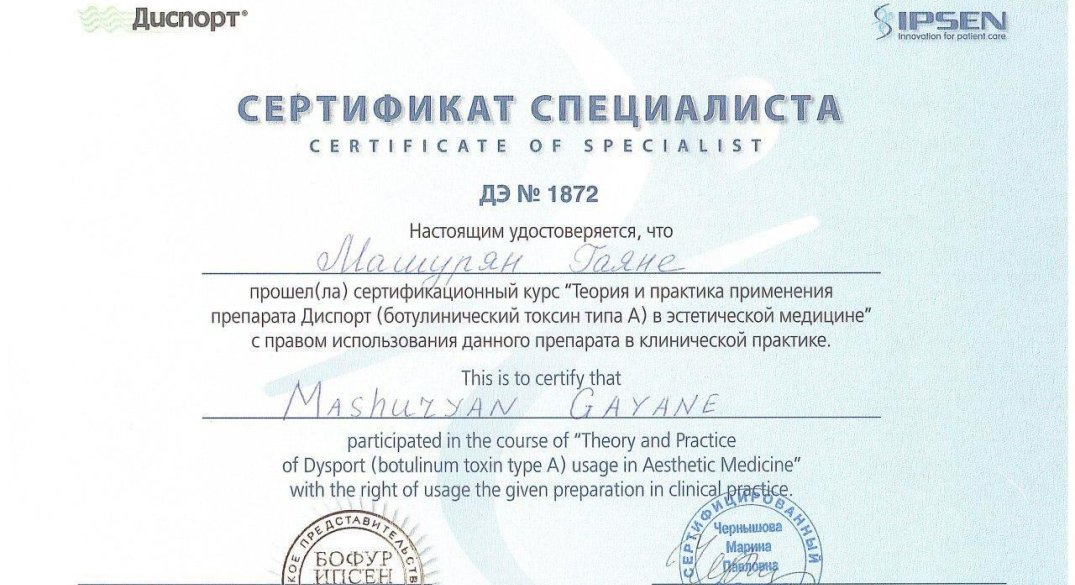 Диспорт®
IPSEN
Innovation for patient care
СЕРТИФИКАТ СПЕЦИАЛИСТА
CERTIFICATE OF SPECIALIST
ДЭ № 1872
Настоящим удостоверяется, что
Машурян Гаяне
прошел(ла) сертификационный курс “Теория и практика применения
препарата Диспорт (ботулинический токсин типа А) в эстетической медицине”
с правом использования данного препарата в клинической практике.
This is to certify that
Mashuryan GAYANE
participated in the course of “Theory and Practice
of Dysport (botulinum toxin type A) usage in Aesthetic Medicine”
with the right of usage the given preparation in clinical practice.
КОЕ ПРЕДСТАВИТЕЛЬСТВ
БОФУР
ИПСЕН
СЕРТИФИЦИРОВАННЫЙ
Чернышова
Марина
Павловна